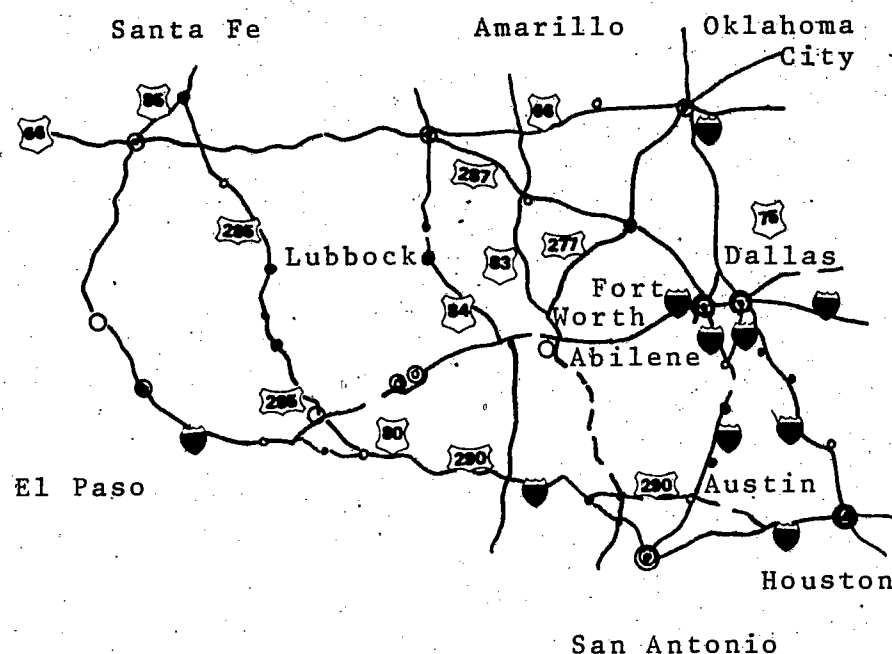 Santa Fe
Amarillo
Oklahoma
City
85
66
66
287
285
75
Lubbock
83
277
Dallas
Fort
Worth
84
Abilene
285
80
290
El Paso
290
Austin
Houston
San Antonio